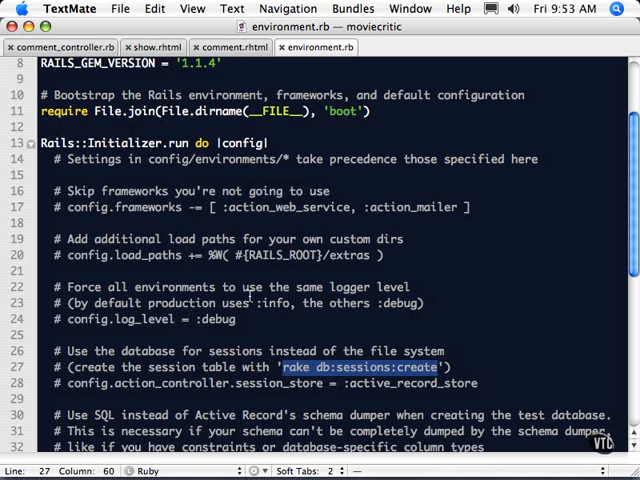 TextMate File Edit View Text Navigation Bundles Window H Fri 9:53 AM
environment.rb — moviecritic
comment_controller.rb show.rhtml comment.rhtml environment.rb
8 RAILS_GEM_VERSION = '1.1.4'
9
10 # Bootstrap the Rails environment, frameworks, and default configuration
11 require File.join(File.dirname(__FILE__), 'boot')
12
13 Rails::Initializer.run do |config|
14 # Settings in config/environments/* take precedence those specified here
15
16 # Skip frameworks you're not going to use
17 # config.frameworks -= [ :action_web_service, :action_mailer ]
18
19 # Add additional load paths for your own custom dirs
20 # config.load_paths += %W( #{RAILS_ROOT}/extras )
21
22 # Force all environments to use the same logger level
23 # (by default production uses :info, the others :debug)
24 # config.log_level = :debug
25
26 # Use the database for sessions instead of the file system
27 # (create the session table with 'rake db:sessions:create')
28 # config.action_controller.session_store = :active_record_store
29
30 # Use SQL instead of Active Record's schema dumper when creating the test database.
31 # This is necessary if your schema can't be completely dumped by the schema dumper,
32 # like if you have constraints or database-specific column types
VTC
Line: 27 Column: 60 Ruby Soft Tabs: 2 —